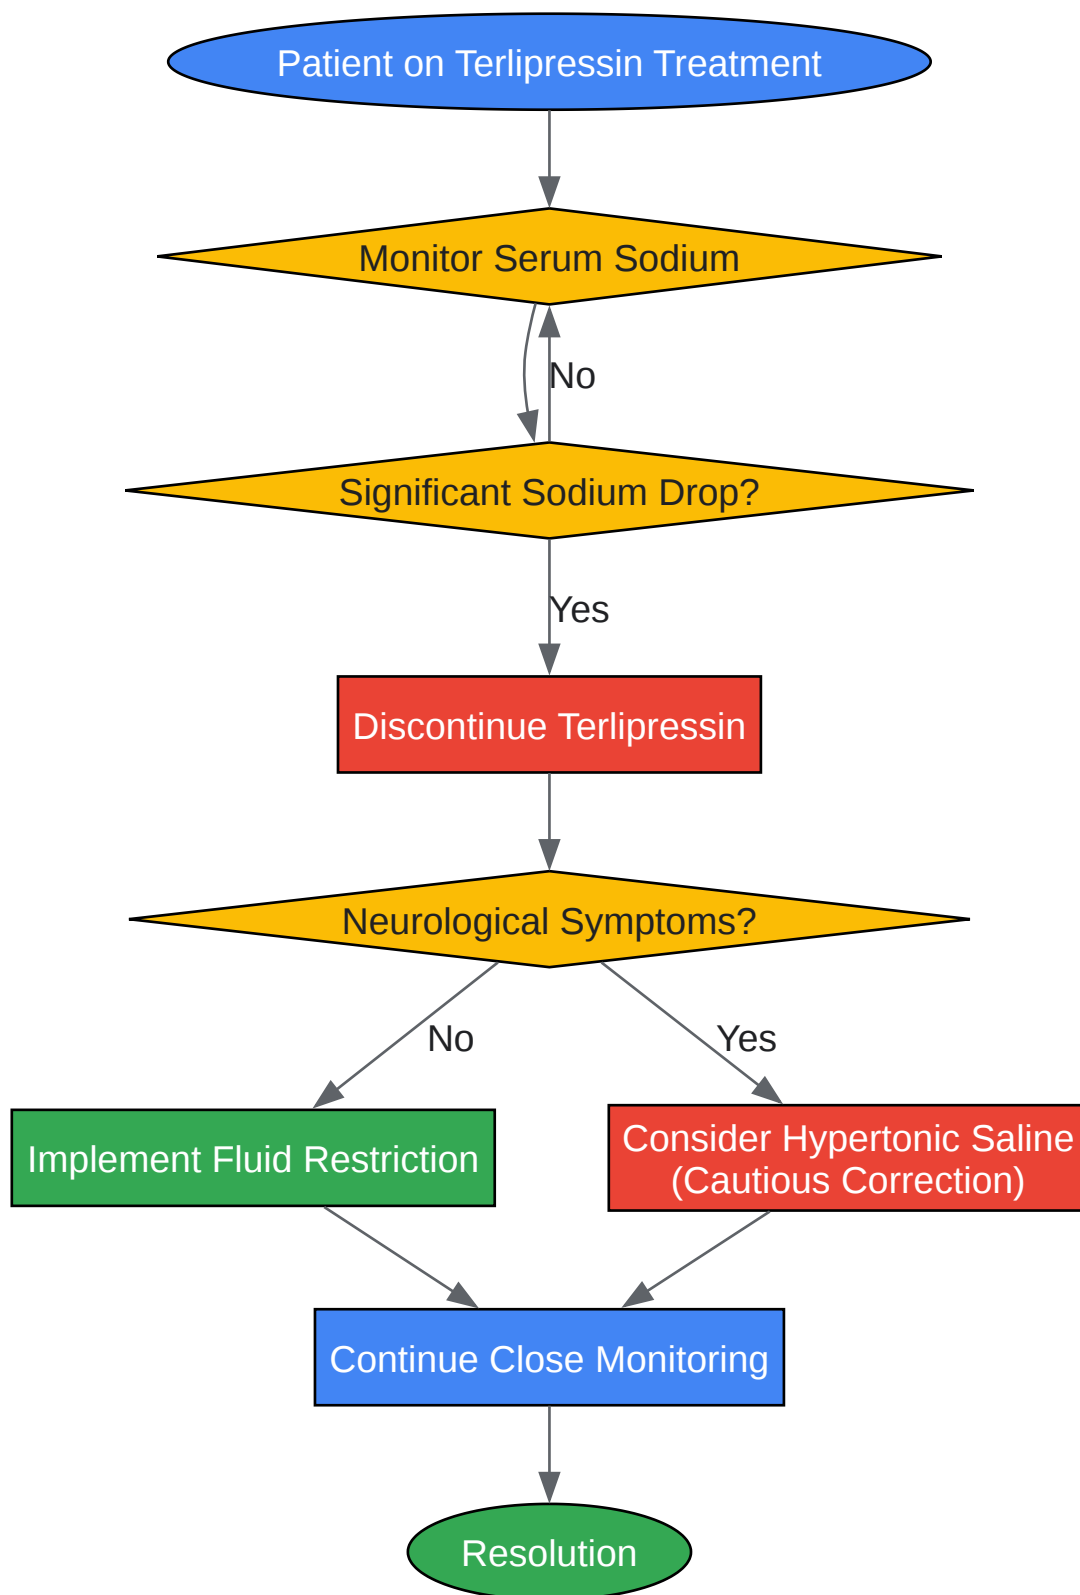 Patient on Terlipressin Treatment
Monitor Serum Sodium
No
Significant Sodium Drop?
Yes
Discontinue Terlipressin
Neurological Symptoms?
No
Yes
Implement Fluid Restriction
Consider Hypertonic Saline
(Cautious Correction)
Continue Close Monitoring
Resolution